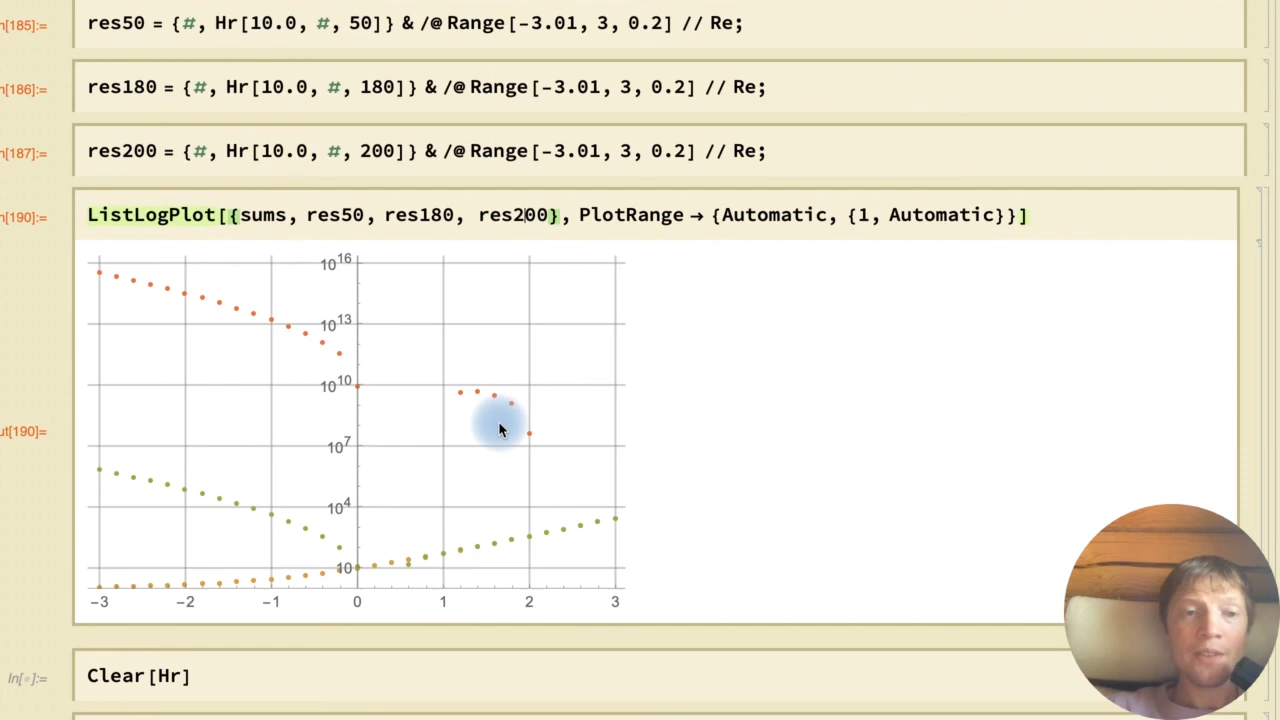 n[185]:= res50 = {#, Hr[10.0, #, 50]} & /@ Range[-3.01, 3, 0.2] // Re;
n[186]:= res180 = {#, Hr[10.0, #, 180]} & /@ Range[-3.01, 3, 0.2] // Re;
n[187]:= res200 = {#, Hr[10.0, #, 200]} & /@ Range[-3.01, 3, 0.2] // Re;
n[190]:= ListLogPlot[{sums, res50, res180, res200}, PlotRange → {Automatic, {1, Automatic}}]
10^16
10^13
10^10
ut[190]=
10^7
10^4
10
-3 -2 -1 0 1 2 3
In[•]:= Clear[Hr]